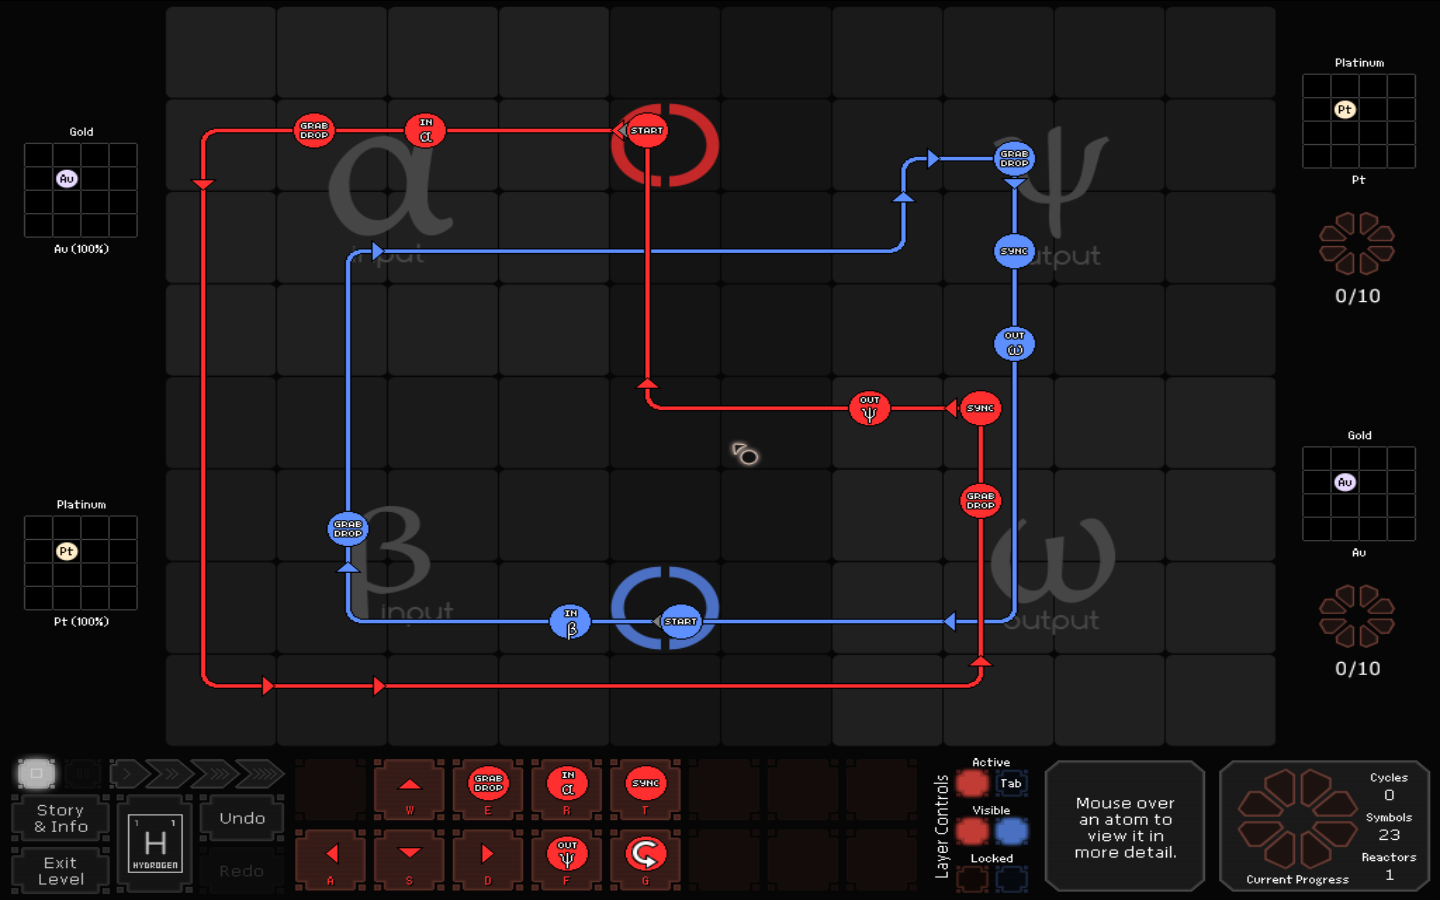 Gold
Au
Au (100%)
Platinum
Pt
Pt (100%)
GRAB
DROP
IN
α
START
GRAB
DROP
SYNC
OUT
ω
OUT
ψ
SYNC
GRAB
DROP
GRAB
DROP
IN
β
START
α
input
ψ
output
β
input
ω
output
Platinum
Pt
Pt
0/10
Gold
Au
Au
0/10
Story
& Info
Exit
Level
1 1
H
HYDROGEN
Undo
Redo
W
GRAB
DROP
E
IN
α
R
SYNC
T
A
S
D
OUT
ψ
F
G
Layer Controls
Active
Tab
Visible
Locked
Mouse over
an atom to
view it in
more detail.
Cycles
0
Symbols
23
Reactors
1
Current Progress